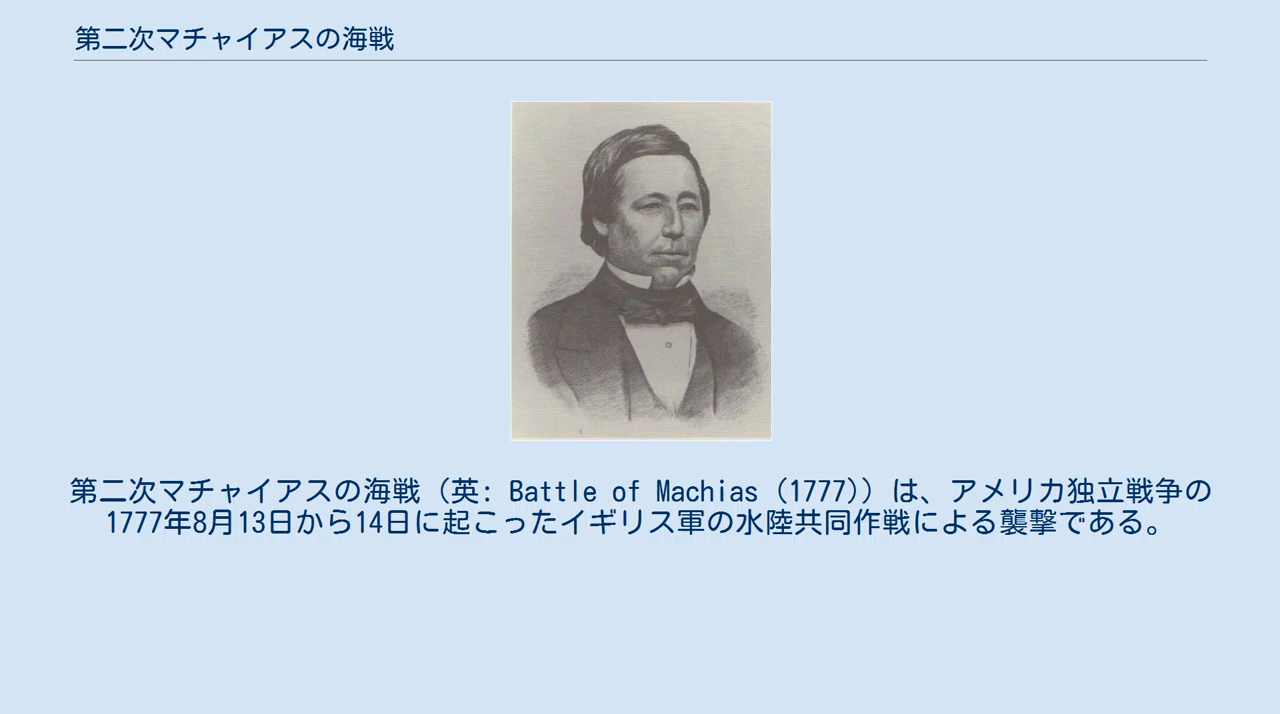 第二次マチャイアスの海戦
第二次マチャイアスの海戦（英: Battle of Machias (1777)）は、アメリカ独立戦争の
1777年8月13日から14日に起こったイギリス軍の水陸共同作戦による襲撃である。